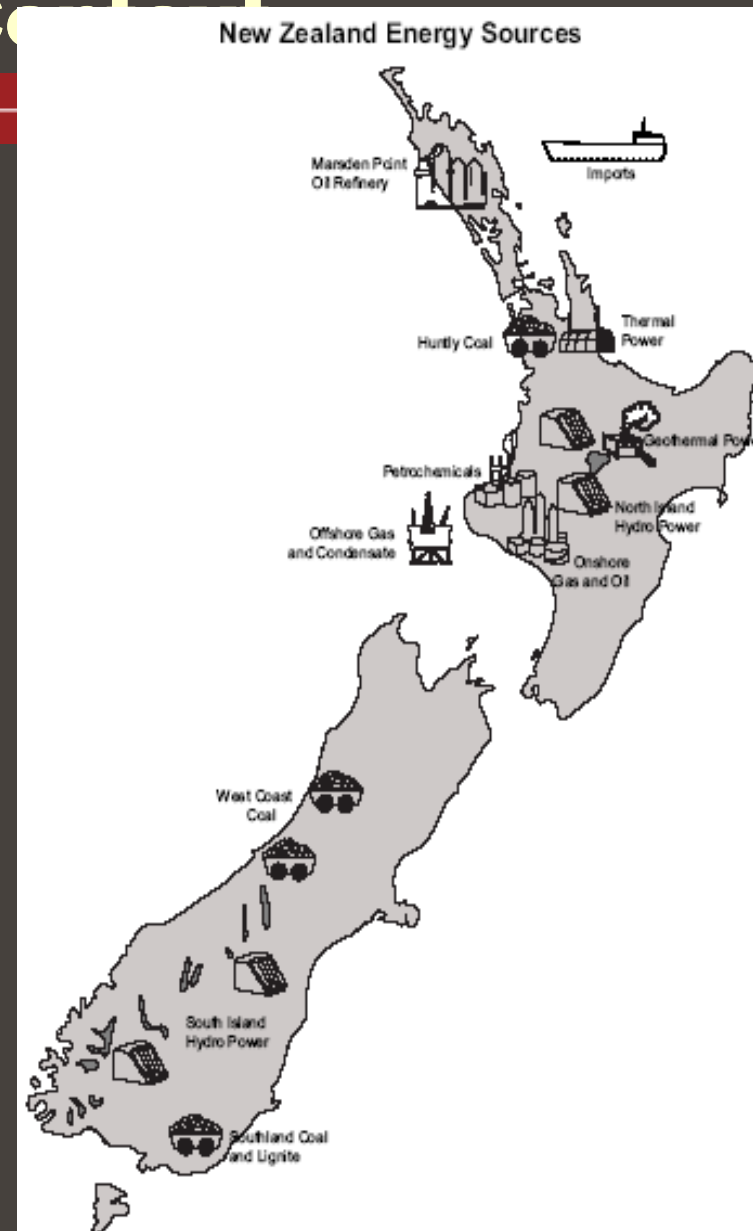 New Zealand Energy Sources
Marsden Point
Oil Refinery
Imports
Huntly Coal
Thermal
Power
Geothermal Pow
Petrochemicals
North Island
Hydro Power
Offshore Gas
and Condensate
Onshore
Gas and Oil
West Coast
Coal
South Island
Hydro Power
Southland Coal
and Lignite